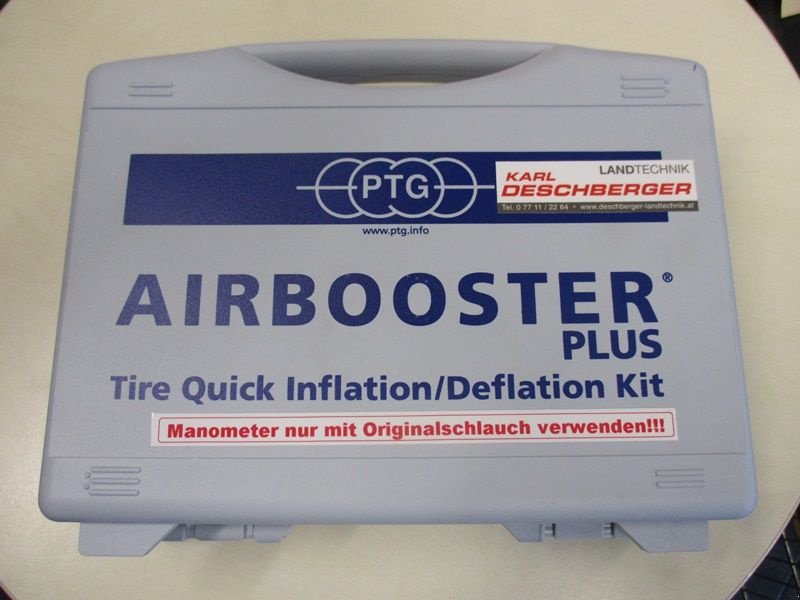 PTG
www.ptg.info
LANDTECHNIK
KARL
DESCHBERGER
Tel. 0 77 11 / 22 64 • www.deschberger-landtechnik.at
AIRBOOSTER®
PLUS
Tire Quick Inflation/Deflation Kit
Manometer nur mit Originalschlauch verwenden!!!